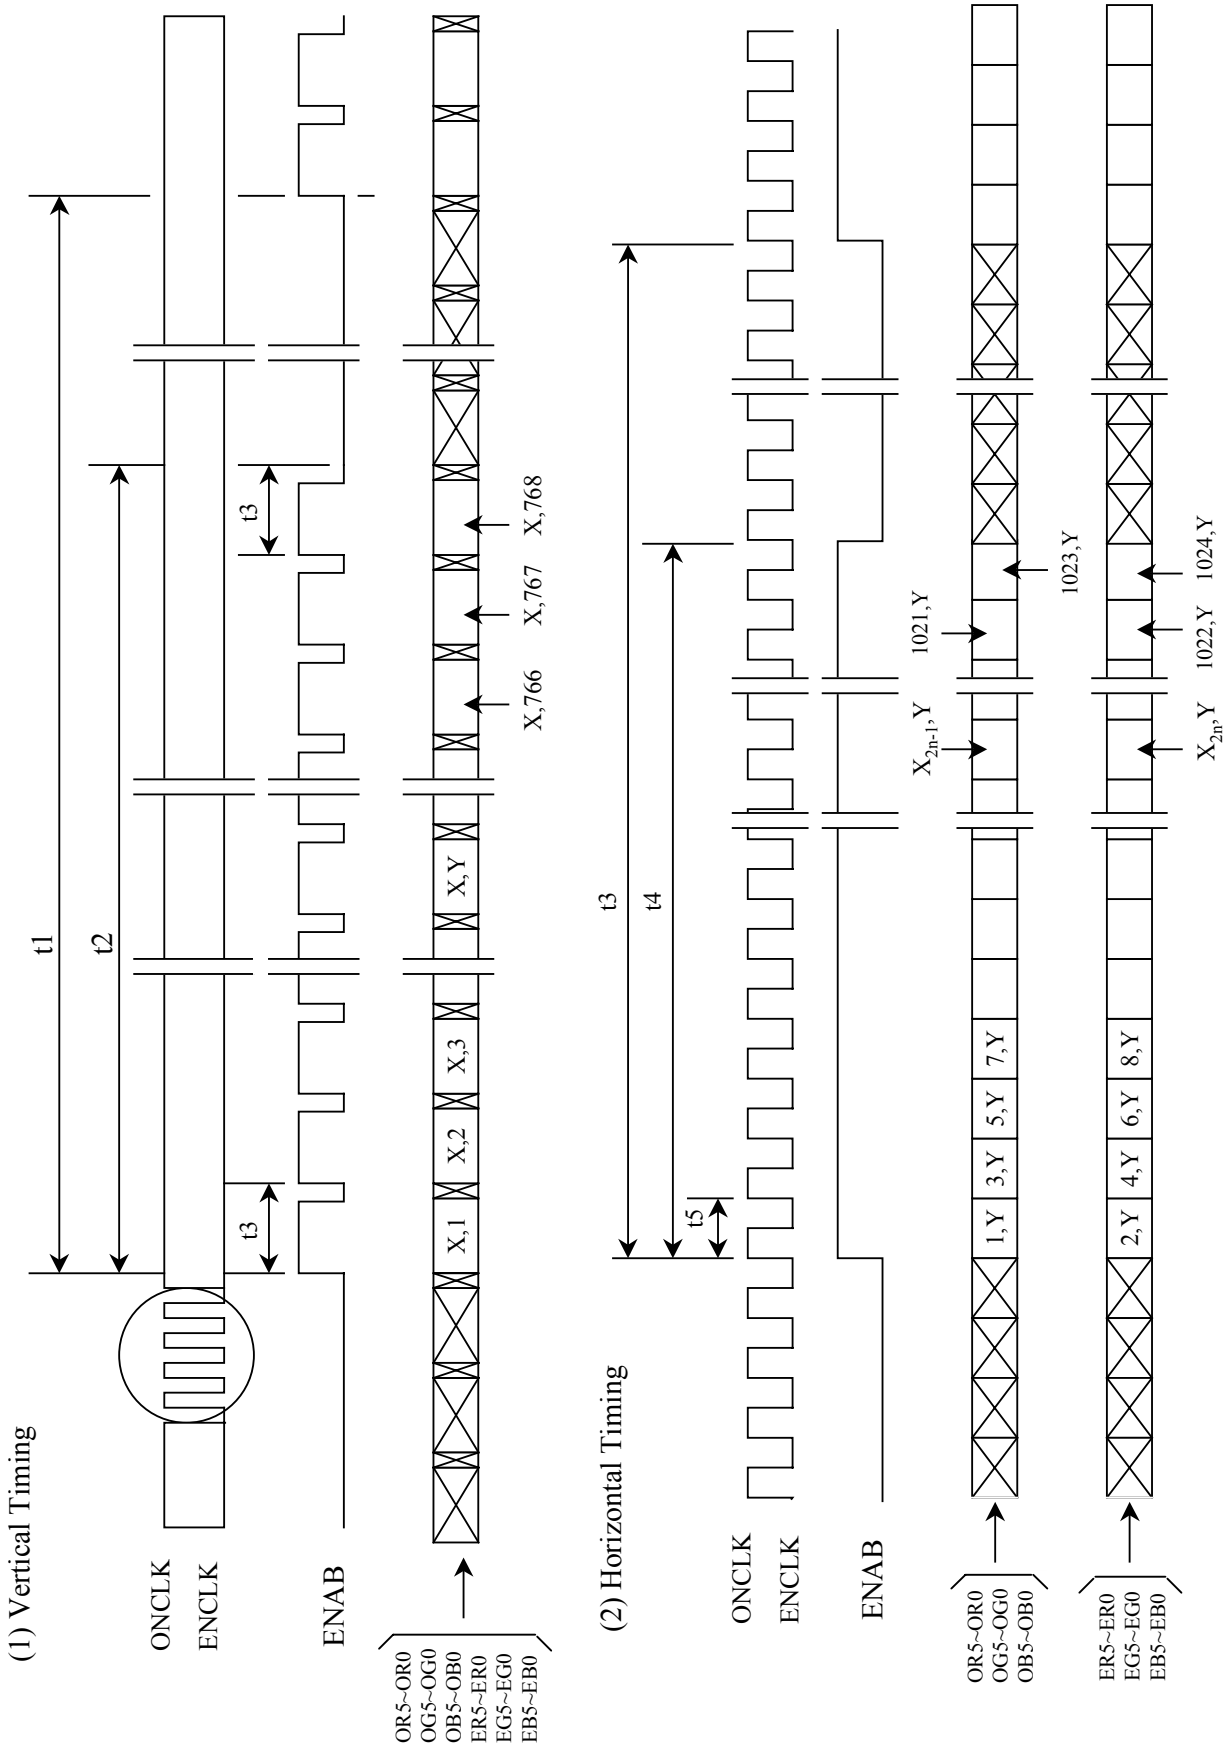 (1) Vertical Timing
t1
t2
ONCLK
ENCLK
t3
t3
ENAB
OR5~OR0
OG5~OG0
OB5~OB0
ER5~ER0
EG5~EG0
EB5~EB0
X,1
X,2
X,3
X,Y
X,766
X,767
X,768
(2) Horizontal Timing
t3
t4
t5
ONCLK
ENCLK
ENAB
X2n-1,Y
1021,Y
OR5~OR0
OG5~OG0
OB5~OB0
1,Y
3,Y
5,Y
7,Y
1023,Y
ER5~ER0
EG5~EG0
EB5~EB0
2,Y
4,Y
6,Y
8,Y
X2n,Y
1022,Y
1024,Y